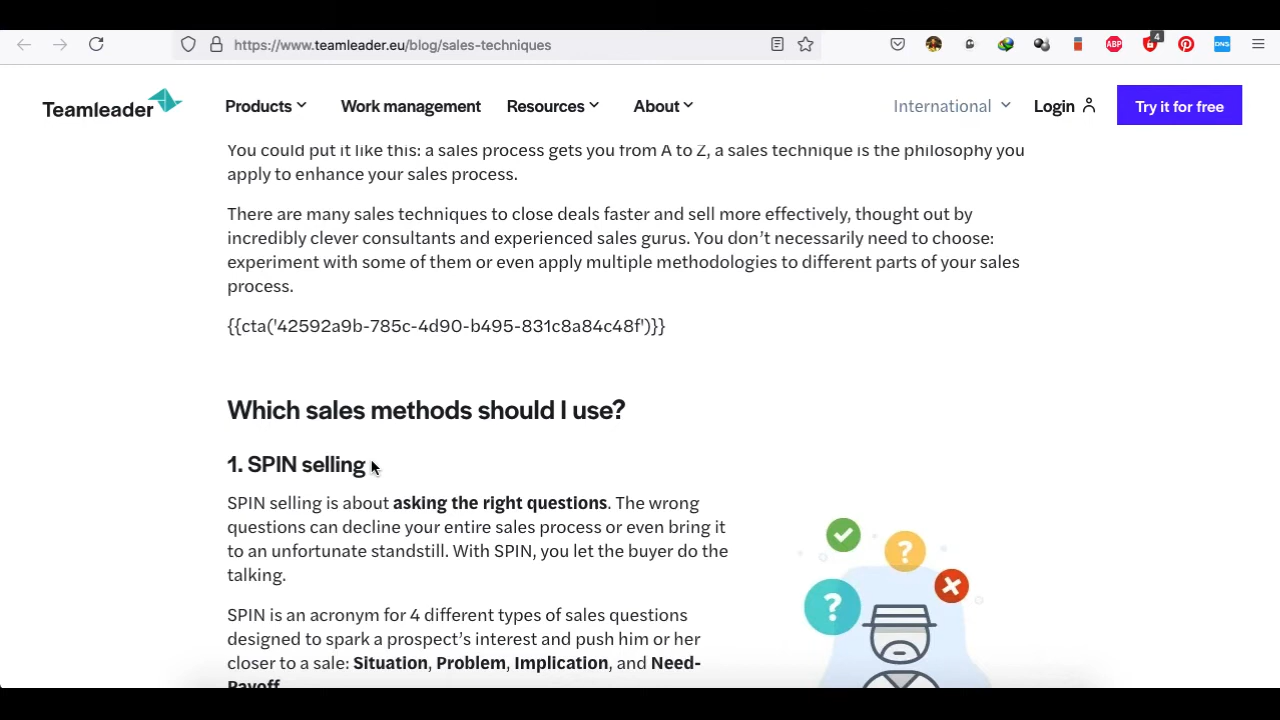 https://www.teamleader.eu/blog/sales-techniques
ABP
4
DNS
Teamleader
Products
Work management
Resources
About
International
Login
Try it for free
You could put it like this: a sales process gets you from A to Z, a sales technique is the philosophy you
apply to enhance your sales process.
There are many sales techniques to close deals faster and sell more effectively, thought out by
incredibly clever consultants and experienced sales gurus. You don’t necessarily need to choose:
experiment with some of them or even apply multiple methodologies to different parts of your sales
process.
{{cta('42592a9b-785c-4d90-b495-831c8a84c48f')}}
Which sales methods should I use?
1. SPIN selling
SPIN selling is about asking the right questions. The wrong
questions can decline your entire sales process or even bring it
to an unfortunate standstill. With SPIN, you let the buyer do the
talking.
SPIN is an acronym for 4 different types of sales questions
designed to spark a prospect’s interest and push him or her
closer to a sale: Situation, Problem, Implication, and Need-
Payoff
?
?